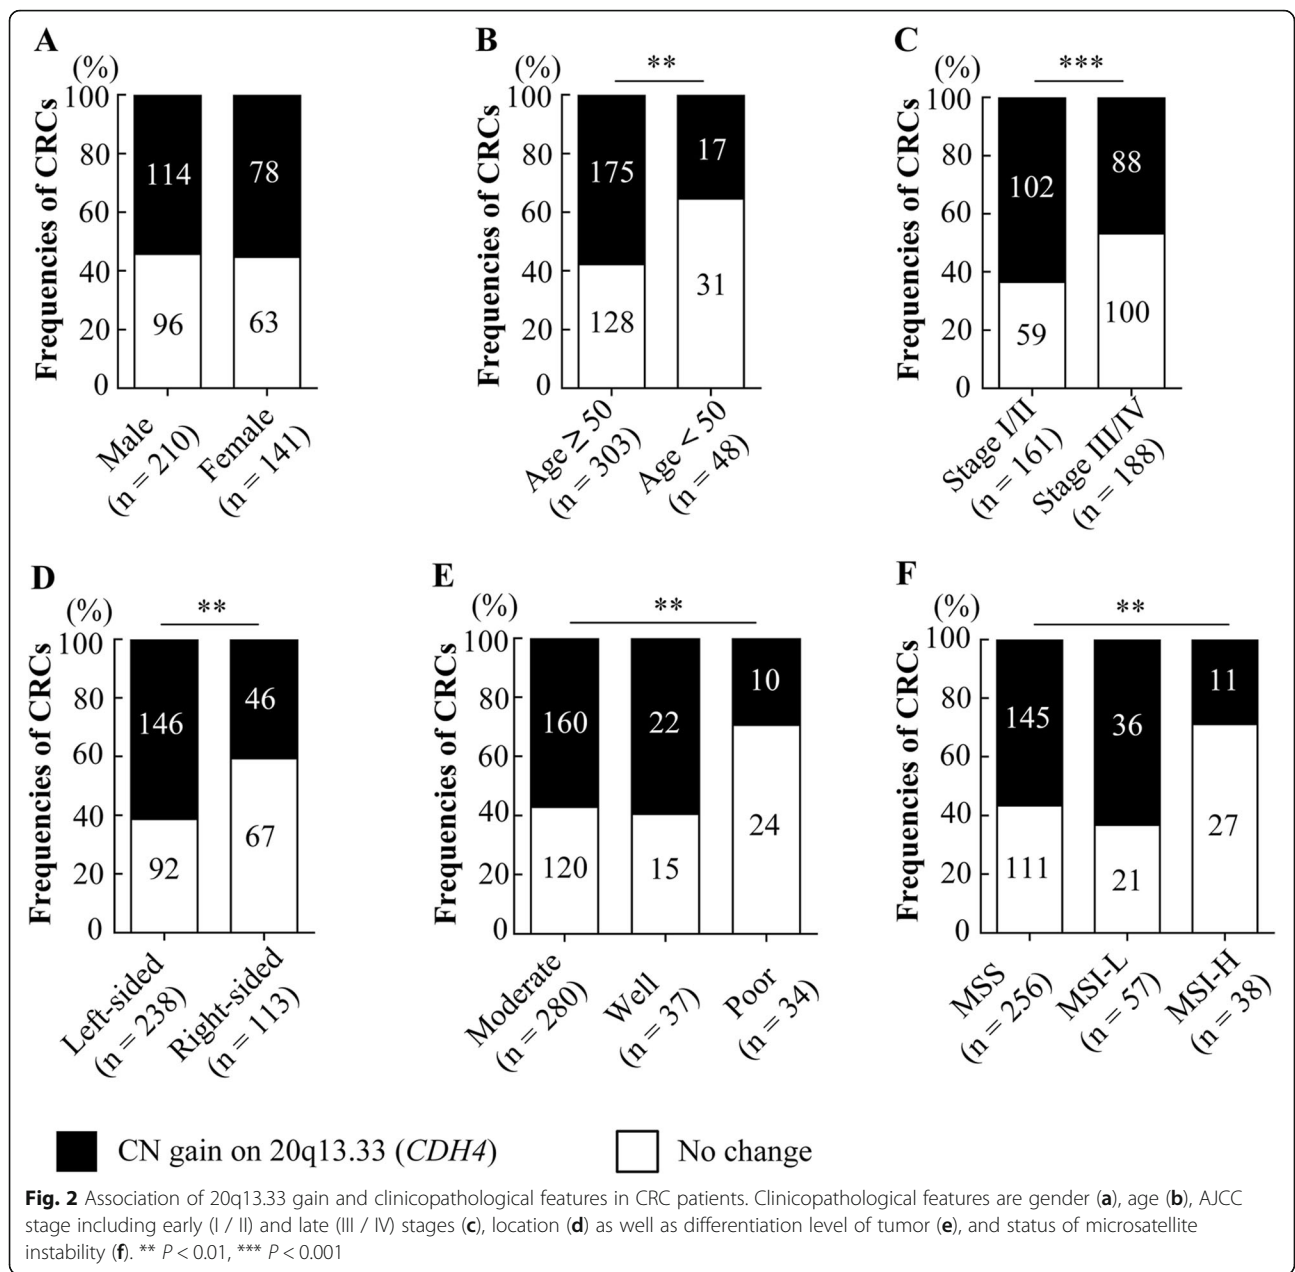 A
(%)
Frequencies of CRCs
100
80
60
40
20
0
114
78
96
63
Male
(n = 210)
Female
(n = 141)
B
(%)
**
Frequencies of CRCs
100
80
60
40
20
0
175
17
128
31
Age ≥ 50
(n = 303)
Age < 50
(n = 48)
C
(%)
***
Frequencies of CRCs
100
80
60
40
20
0
102
88
59
100
Stage I/II
(n = 161)
Stage III/IV
(n = 188)
D
(%)
**
Frequencies of CRCs
100
80
60
40
20
0
146
46
92
67
Left-sided
(n = 238)
Right-sided
(n = 113)
E
(%)
**
Frequencies of CRCs
100
80
60
40
20
0
160
22
10
120
15
24
Moderate
(n = 280)
Well
(n = 37)
Poor
(n = 34)
F
(%)
**
Frequencies of CRCs
100
80
60
40
20
0
145
36
11
111
21
27
MSS
(n = 256)
MSI-L
(n = 57)
MSI-H
(n = 38)
CN gain on 20q13.33 (CDH4)
No change
Fig. 2 Association of 20q13.33 gain and clinicopathological features in CRC patients. Clinicopathological features are gender (a), age (b), AJCC
stage including early (I / II) and late (III / IV) stages (c), location (d) as well as differentiation level of tumor (e), and status of microsatellite
instability (f). ** P < 0.01, *** P < 0.001